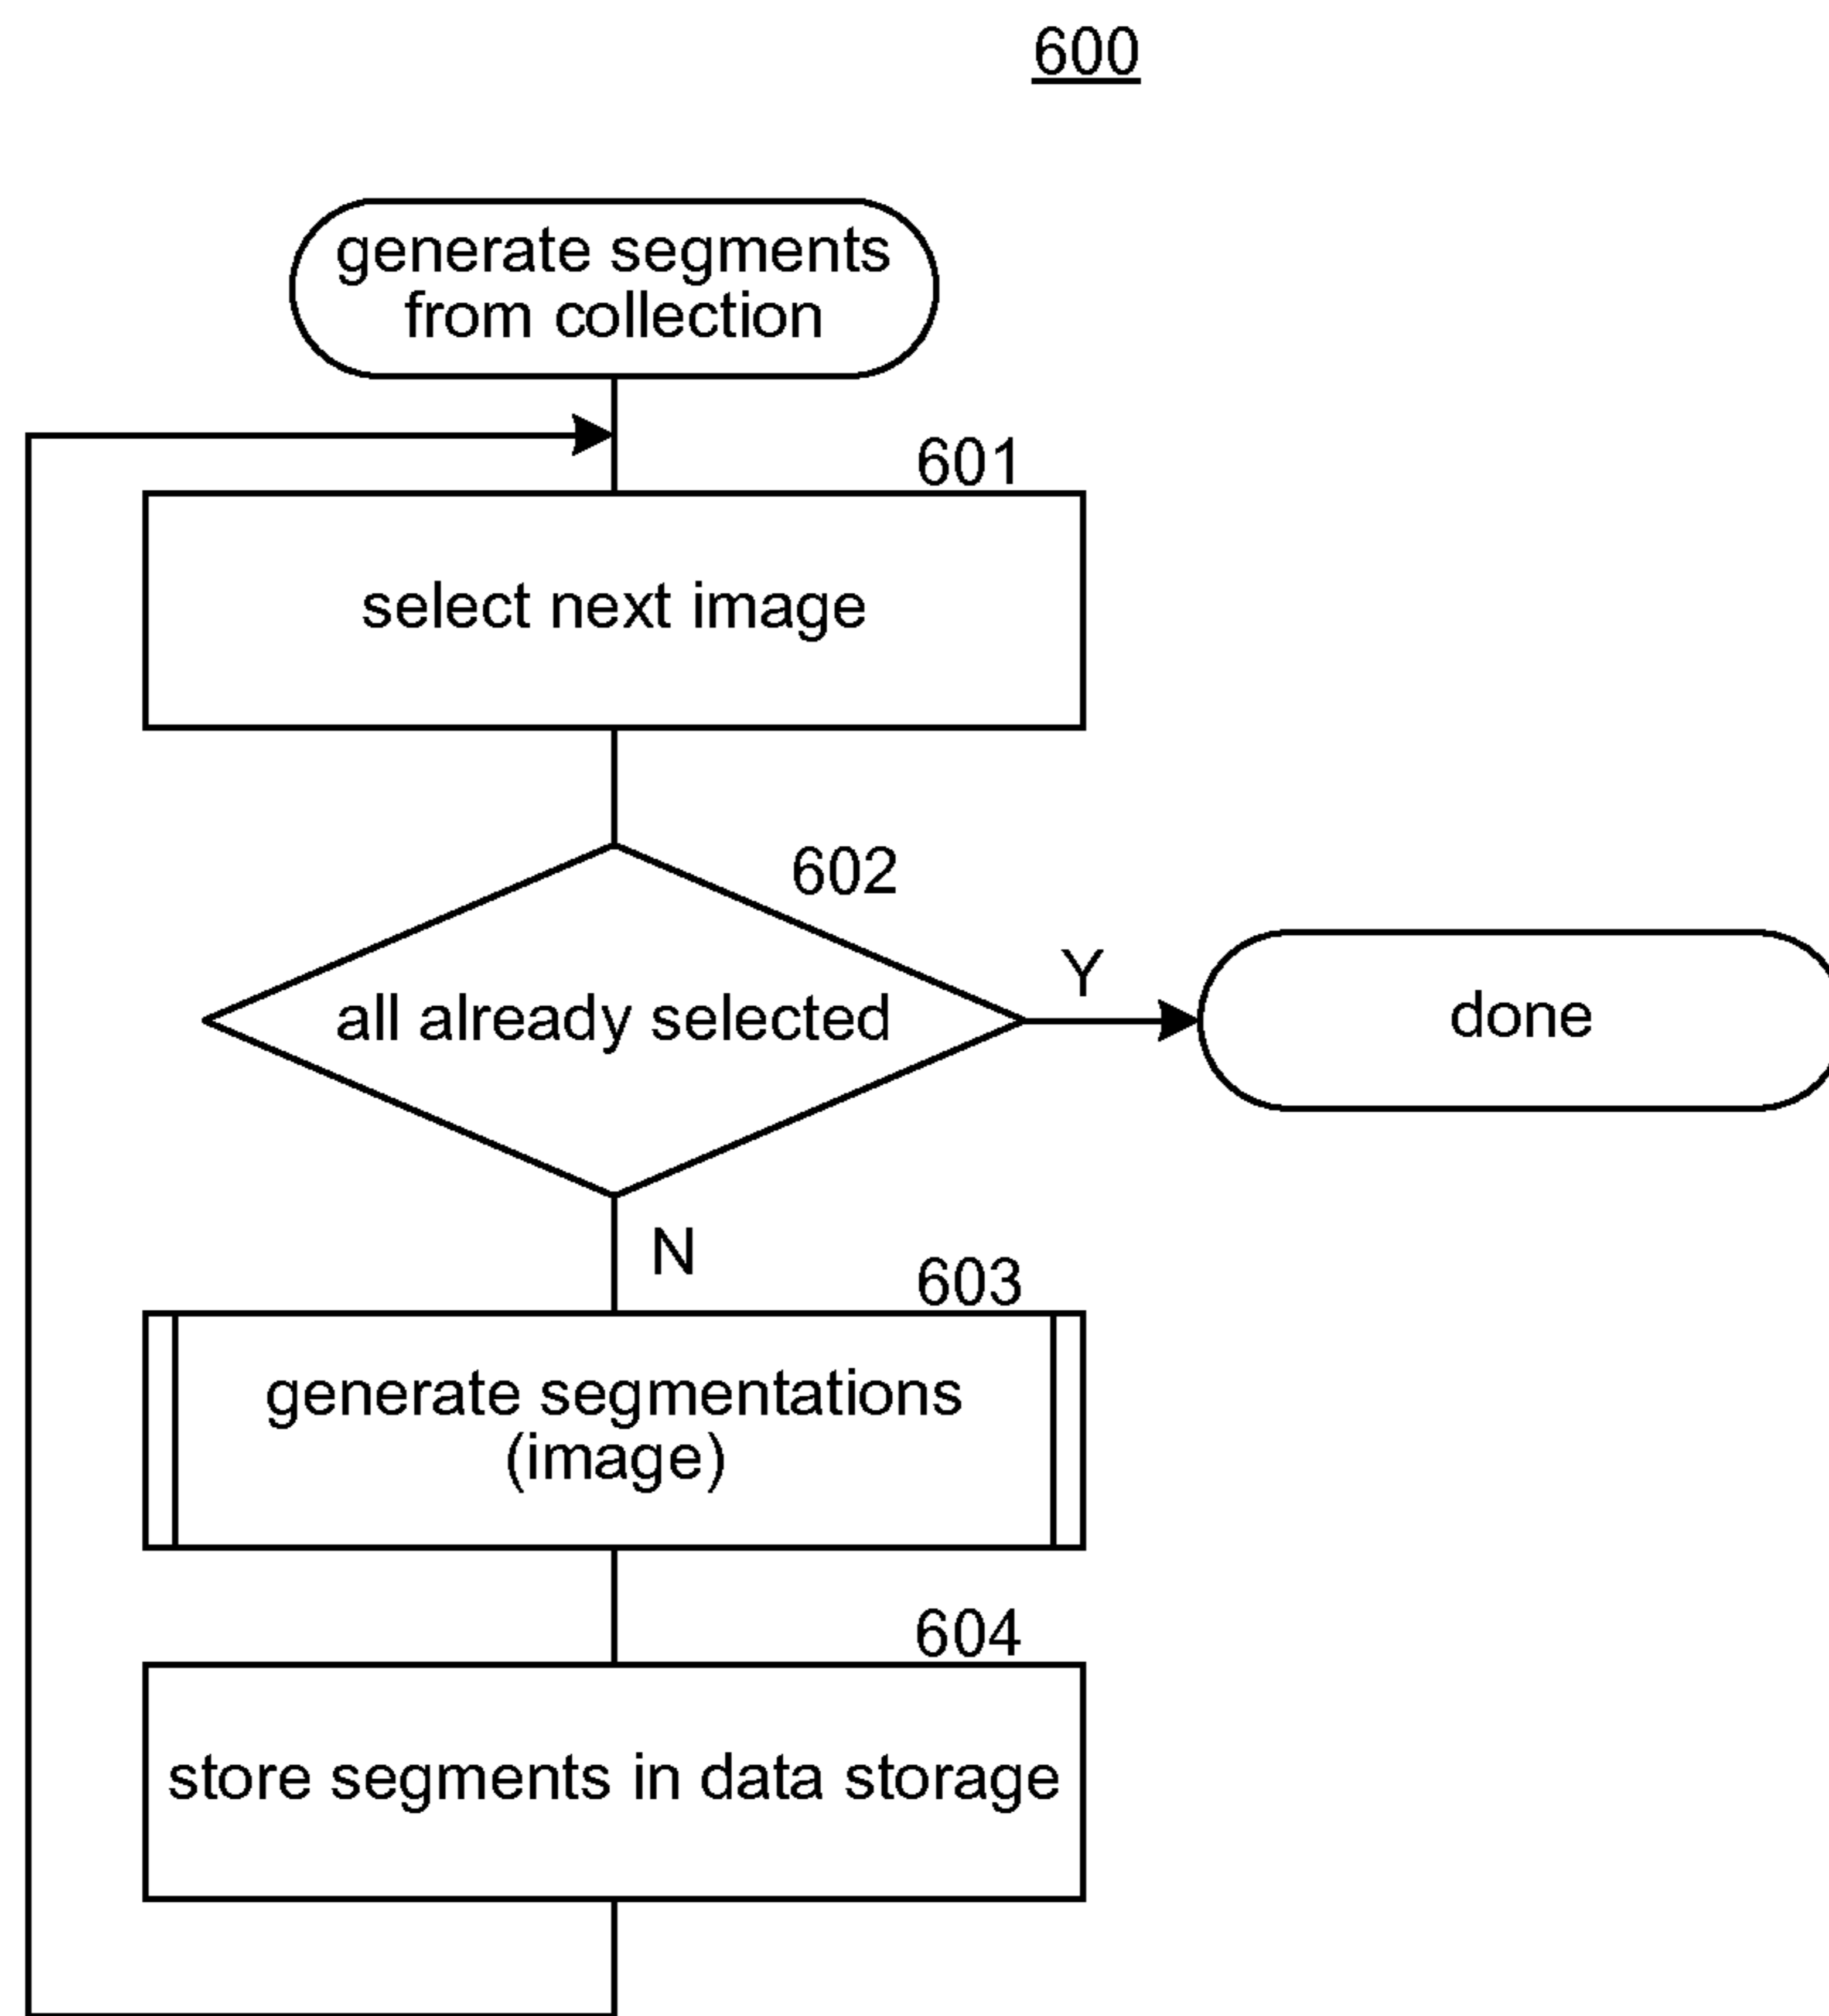 600
generate segments
from collection
601
select next image
602
all already selected
Y
done
N
603
generate segmentations
(image)
604
store segments in data storage